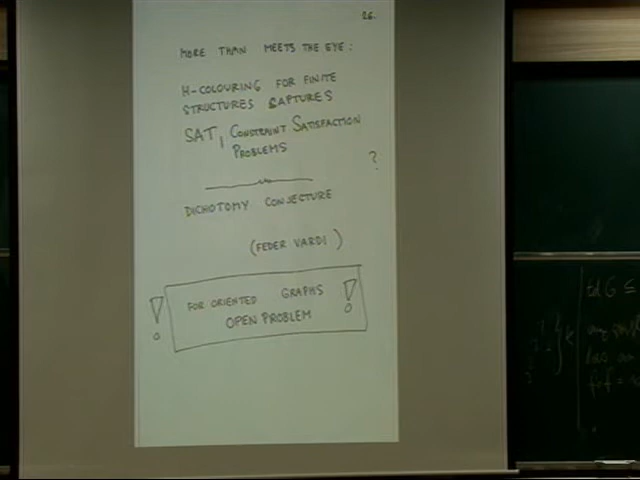 26.
MORE THAN MEETS THE EYE:
H-COLOURING FOR FINITE
STRUCTURES CAPTURES
SAT, CONSTRAINT SATISFACTION
PROBLEMS
?
DICHOTOMY CONJECTURE
(FEDER VARDI)
! FOR ORIENTED GRAPHS !
OPEN PROBLEM